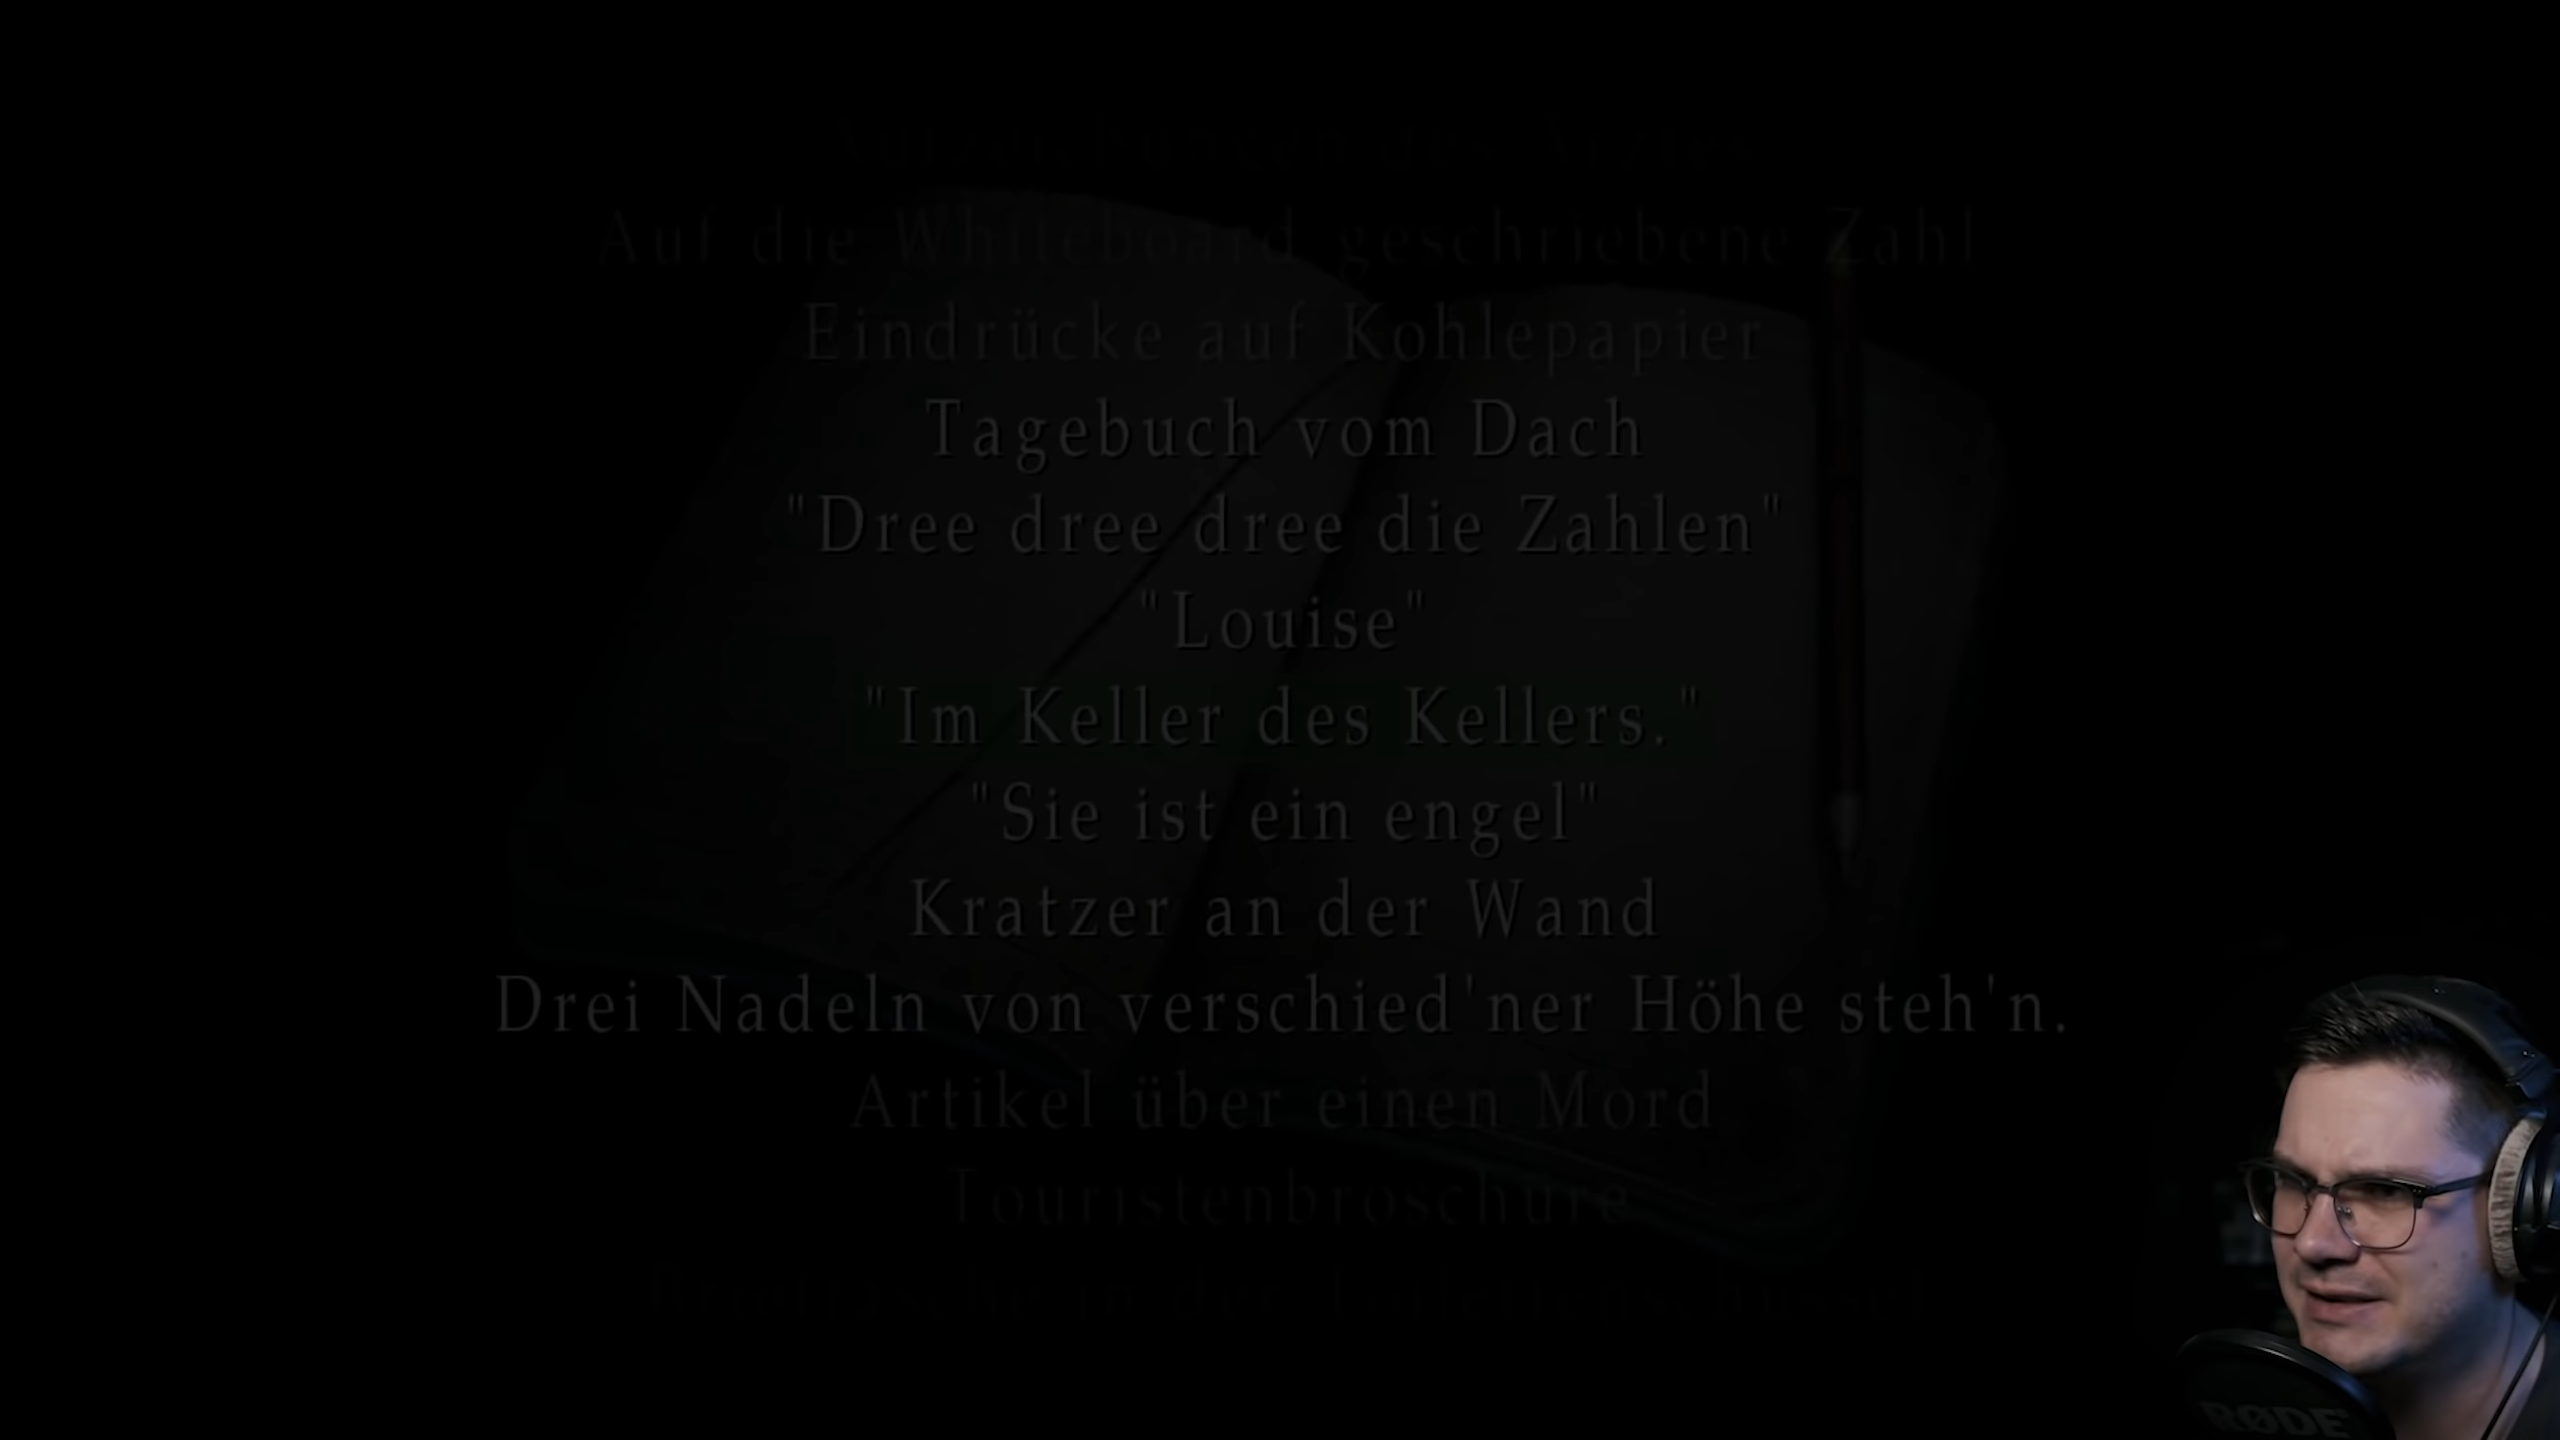 Auf die Whiteboard geschriebene Zahl
Eindrücke auf Kohlepapier
Tagebuch vom Dach
"Dree dree dree die Zahlen"
"Louise"
"Im Keller des Kellers."
"Sie ist ein engel"
Kratzer an der Wand
Drei Nadeln von verschied'ner Höhe steh'n.
Artikel über einen Mord
Touristenbroschüre
RØDE